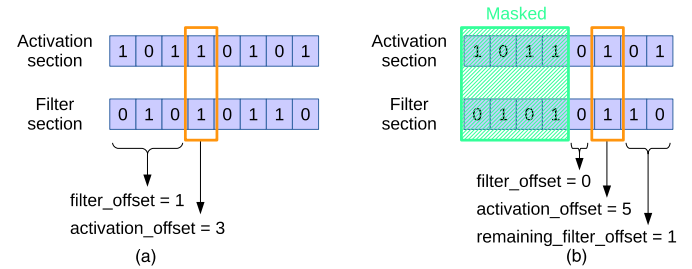 Masked
Activation section
1 0 1 1 0 1 0 1
Filter section
0 1 0 1 0 1 1 0
filter_offset = 1
activation_offset = 3
(a)
Activation section
1 0 1 1 0 1 0 1
Filter section
0 1 0 1 0 1 1 0
filter_offset = 0
activation_offset = 5
remaining_filter_offset = 1
(b)